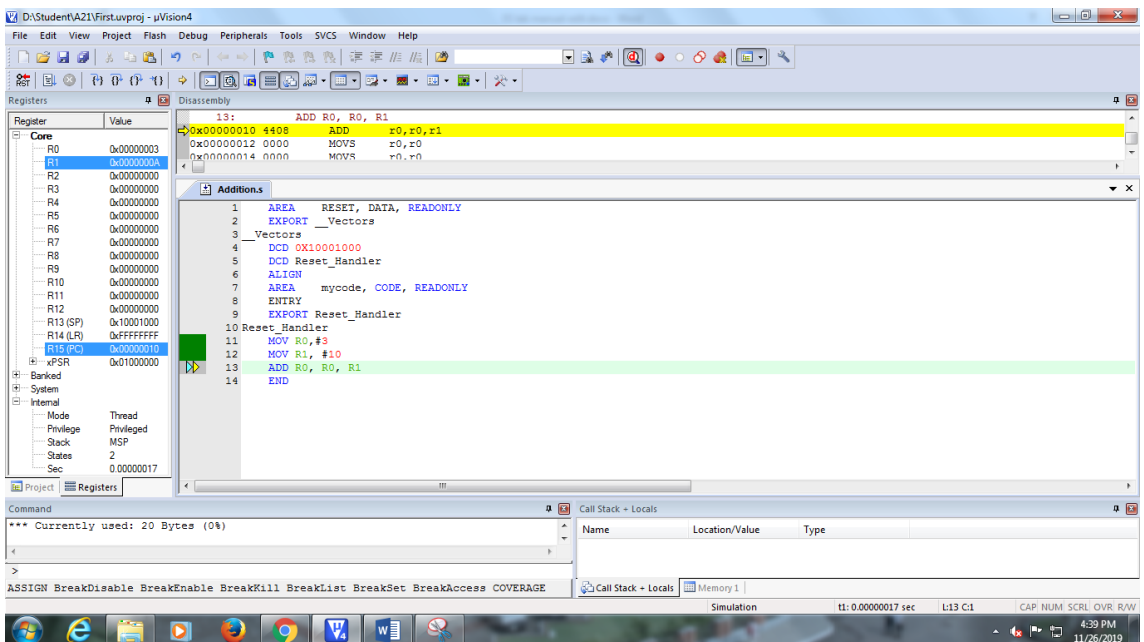 D:\Student\A21\First.uvproj - µVision4
File Edit View Project Flash Debug Peripherals Tools SVCS Window Help
Registers
Disassembly
Register Value
Core
R0 0x00000003
R1 0x0000000A
R2 0x00000000
R3 0x00000000
R4 0x00000000
R5 0x00000000
R6 0x00000000
R7 0x00000000
R8 0x00000000
R9 0x00000000
R10 0x00000000
R11 0x00000000
R12 0x00000000
R13 (SP) 0x10001000
R14 (LR) 0xFFFFFFFF
R15 (PC) 0x00000010
xPSR 0x01000000
Banked
System
Internal
Mode Thread
Privilege Privileged
Stack MSP
States 2
Sec 0.00000017
Project Registers
13: ADD R0, R0, R1
0x00000010 4408 ADD r0,r0,r1
0x00000012 0000 MOVS r0,r0
0x00000014 0000 MOVS r0,r0
Addition.s
1 AREA RESET, DATA, READONLY
2 EXPORT __Vectors
3 __Vectors
4 DCD 0X10001000
5 DCD Reset_Handler
6 ALIGN
7 AREA mycode, CODE, READONLY
8 ENTRY
9 EXPORT Reset_Handler
10 Reset_Handler
11 MOV R0,#3
12 MOV R1, #10
13 ADD R0, R0, R1
14 END
Command
*** Currently used: 20 Bytes (0%)
>
ASSIGN BreakDisable BreakEnable BreakKill BreakList BreakSet BreakAccess COVERAGE
Call Stack + Locals
Name Location/Value Type
Call Stack + Locals Memory 1
Simulation t1: 0.00000017 sec L:13 C:1 CAP NUM SCRL OVR R/W
4:39 PM
11/26/2019